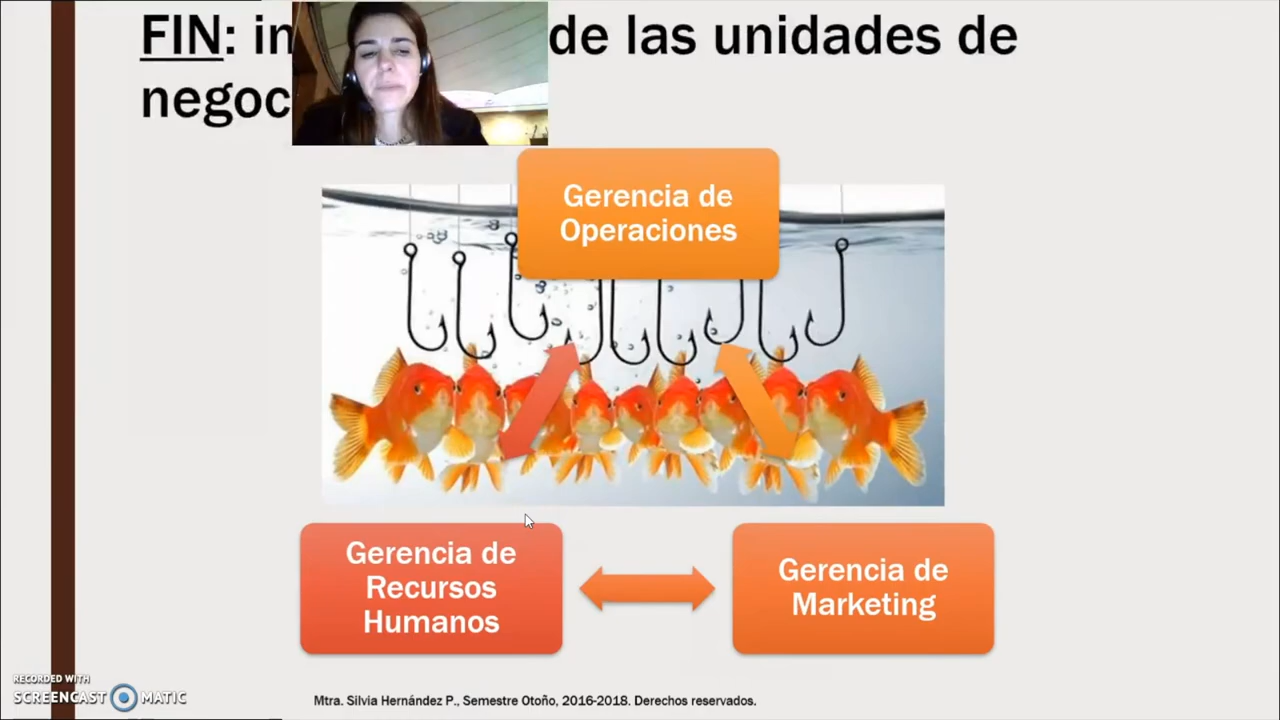 FIN: in de las unidades de
negoc
Gerencia de
Operaciones
Gerencia de
Recursos
Humanos
Gerencia de
Marketing
RECORDED WITH
SCREENCAST MATIC
Mtra. Silvia Hernández P., Semestre Otoño, 2016-2018. Derechos reservados.